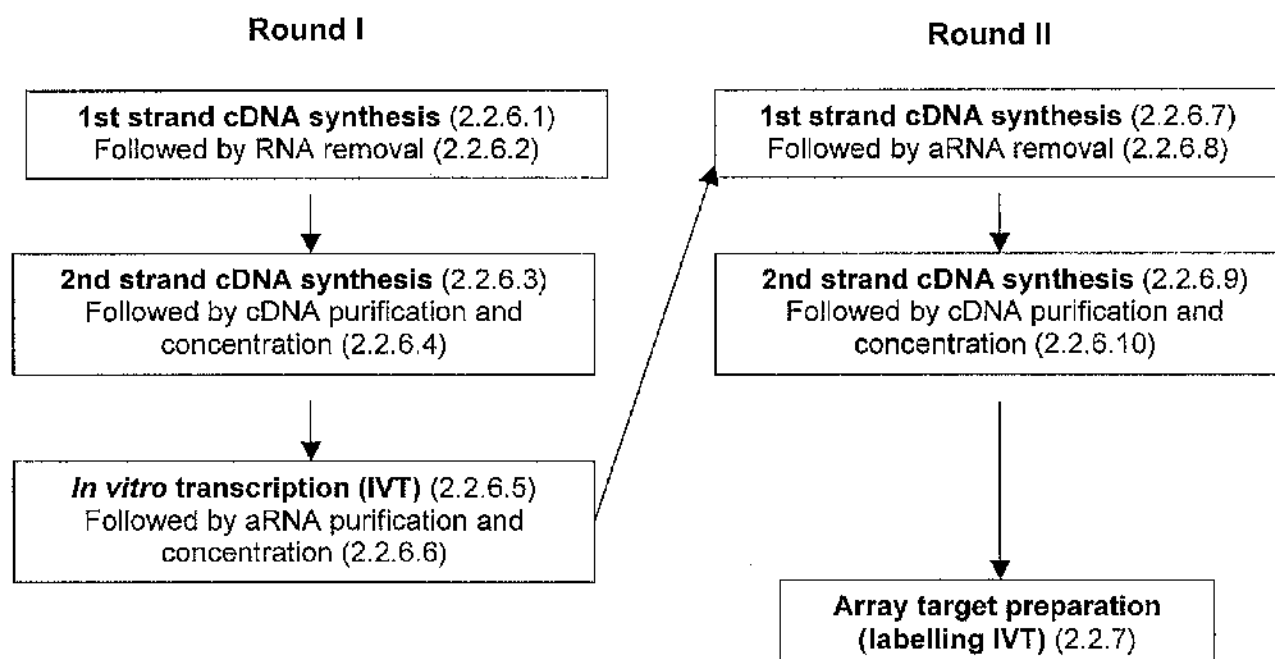 Round I
1st strand cDNA synthesis (2.2.6.1)
Followed by RNA removal (2.2.6.2)
2nd strand cDNA synthesis (2.2.6.3)
Followed by cDNA purification and
concentration (2.2.6.4)
In vitro transcription (IVT) (2.2.6.5)
Followed by aRNA purification and
concentration (2.2.6.6)
Round II
1st strand cDNA synthesis (2.2.6.7)
Followed by aRNA removal (2.2.6.8)
2nd strand cDNA synthesis (2.2.6.9)
Followed by cDNA purification and
concentration (2.2.6.10)
Array target preparation
(labelling IVT) (2.2.7)